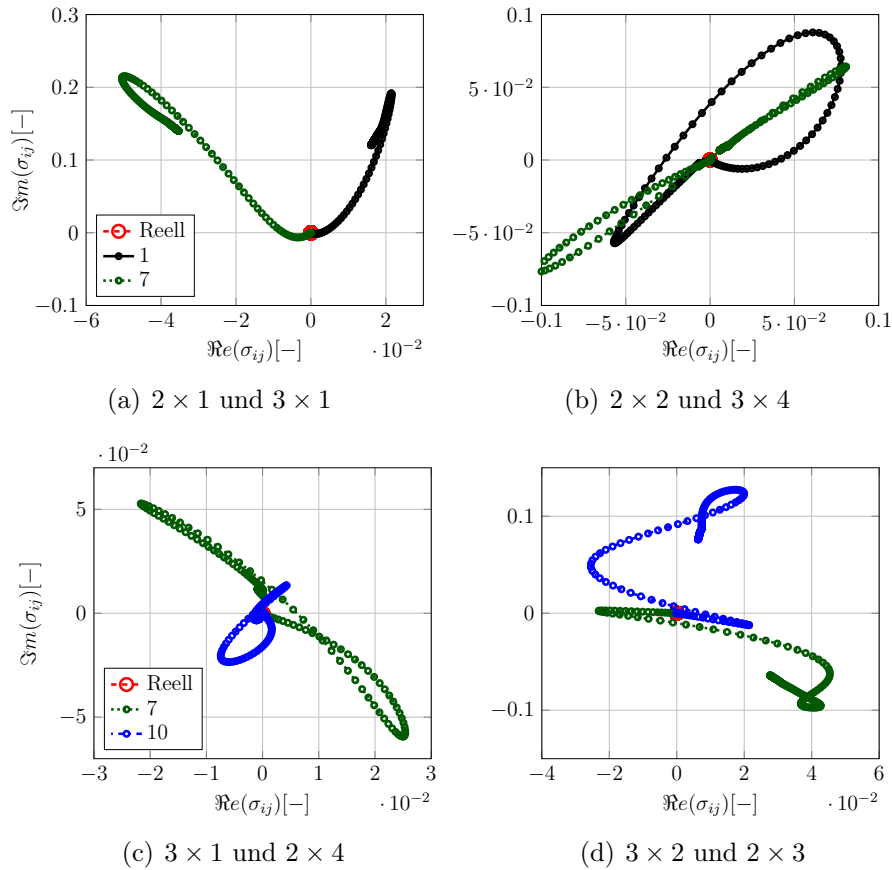 0.3
0.2
0.1
0
−0.1
ℑm(σij)[−]
Reell
1
7
−6 −4 −2 0 2
ℜe(σij)[−]
·10−2
(a) 2 × 1 und 3 × 1
0.1
5·10−2
0
−5·10−2
−0.1
−0.1 −5·10−2 0 5·10−2 0.1
ℜe(σij)[−]
(b) 2 × 2 und 3 × 4
·10−2
5
0
−5
ℑm(σij)[−]
Reell
7
10
−3 −2 −1 0 1 2 3
ℜe(σij)[−]
·10−2
(c) 3 × 1 und 2 × 4
0.1
0
−0.1
−4 −2 0 2 4 6
ℜe(σij)[−]
·10−2
(d) 3 × 2 und 2 × 3